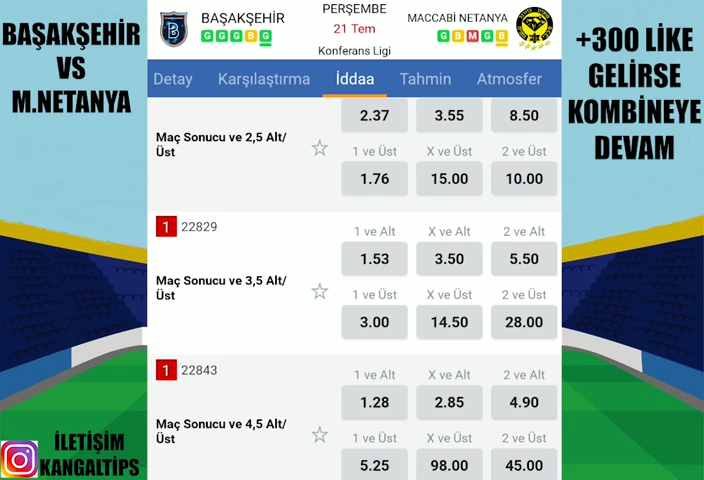 BAŞAKŞEHİR
VS
M.NETANYA
BAŞAKŞEHİR
G G G B G
PERŞEMBE
21 Tem
Konferans Ligi
MACCABİ NETANYA
G B M G B
+300 LİKE
GELİRSE
KOMBİNEYE
DEVAM
Detay Karşılaştırma İddaa Tahmin Atmosfer
2.37 3.55 8.50
Maç Sonucu ve 2,5 Alt/
Üst
1 ve Üst X ve Üst 2 ve Üst
1.76 15.00 10.00
1 22829
1 ve Alt X ve Alt 2 ve Alt
1.53 3.50 5.50
Maç Sonucu ve 3,5 Alt/
Üst
1 ve Üst X ve Üst 2 ve Üst
3.00 14.50 28.00
1 22843
1 ve Alt X ve Alt 2 ve Alt
1.28 2.85 4.90
Maç Sonucu ve 4,5 Alt/
Üst
1 ve Üst X ve Üst 2 ve Üst
5.25 98.00 45.00
İLETİŞİM
KANGALTİPS